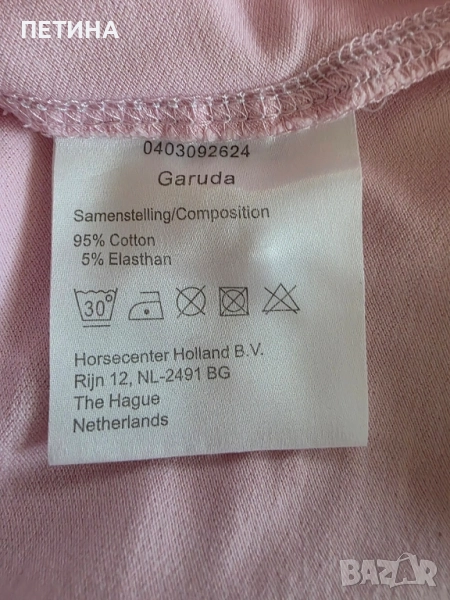 ПЕТИНА
0403092624
Garuda
Samenstelling/Composition
95% Cotton
5% Elasthan
30°
Horsecenter Holland B.V.
Rijn 12, NL-2491 BG
The Hague
Netherlands
BAZAR